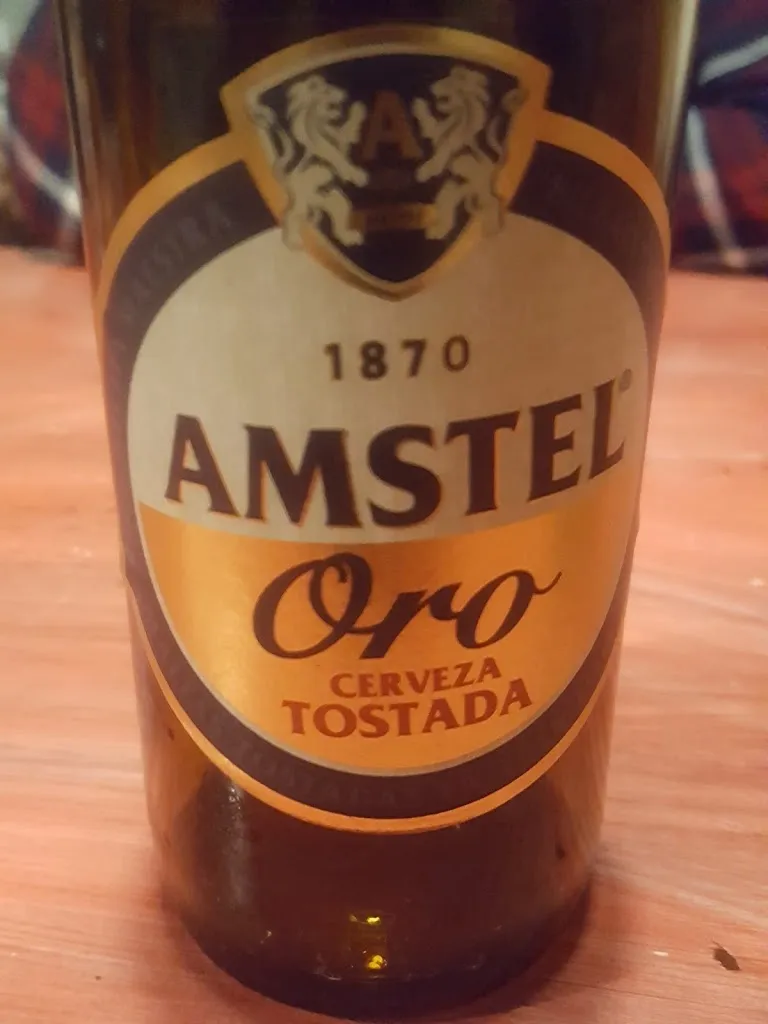 A
1870
AMSTEL®
Oro
CERVEZA
TOSTADA